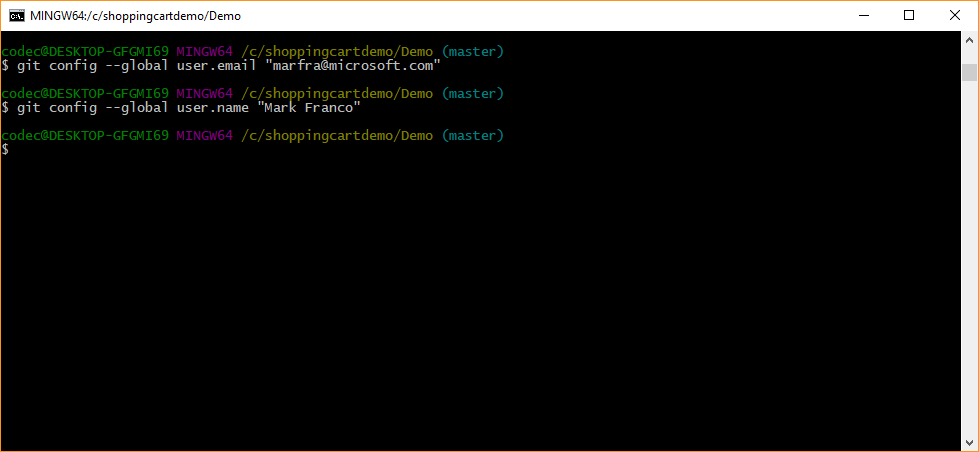 MINGW64:/c/shoppingcartdemo/Demo
codec@DESKTOP-GFGMI69 MINGW64 /c/shoppingcartdemo/Demo (master)
$ git config --global user.email "marfra@microsoft.com"
codec@DESKTOP-GFGMI69 MINGW64 /c/shoppingcartdemo/Demo (master)
$ git config --global user.name "Mark Franco"
codec@DESKTOP-GFGMI69 MINGW64 /c/shoppingcartdemo/Demo (master)
$